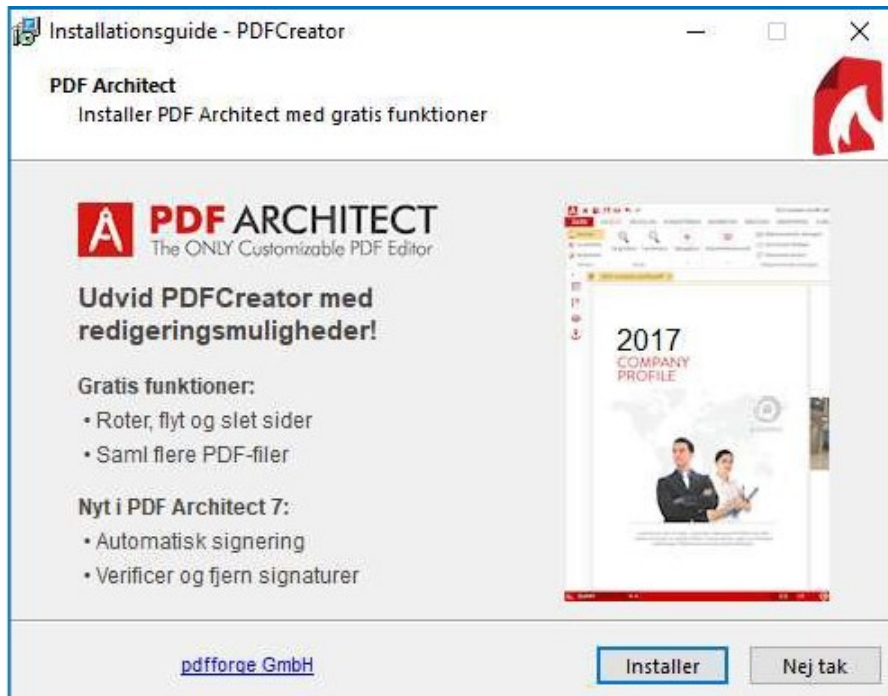 Installationsguide - PDFCreator
PDF Architect
Installer PDF Architect med gratis funktioner
PDF ARCHITECT
The ONLY Customizable PDF Editor
Udvid PDFCreator med
redigeringsmuligheder!
Gratis funktioner:
• Roter, flyt og slet sider
• Saml flere PDF-filer
Nyt i PDF Architect 7:
• Automatisk signering
• Verificer og fjern signaturer
2017
COMPANY
PROFILE
pdfforge GmbH
Installer
Nej tak